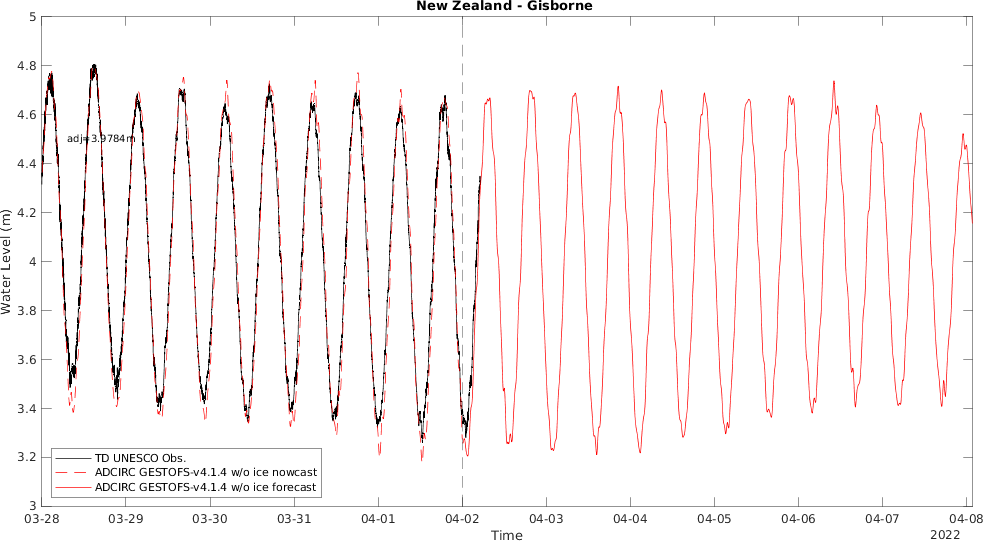 New Zealand - Gisborne
5
4.8
4.6
adj=3.9784m
4.4
4.2
4
3.8
3.6
3.4
3.2
3
Water Level (m)
TD UNESCO Obs.
ADCIRC GESTOFS-v4.1.4 w/o ice nowcast
ADCIRC GESTOFS-v4.1.4 w/o ice forecast
03-28 03-29 03-30 03-31 04-01 04-02 04-03 04-04 04-05 04-06 04-07 04-08
Time
2022